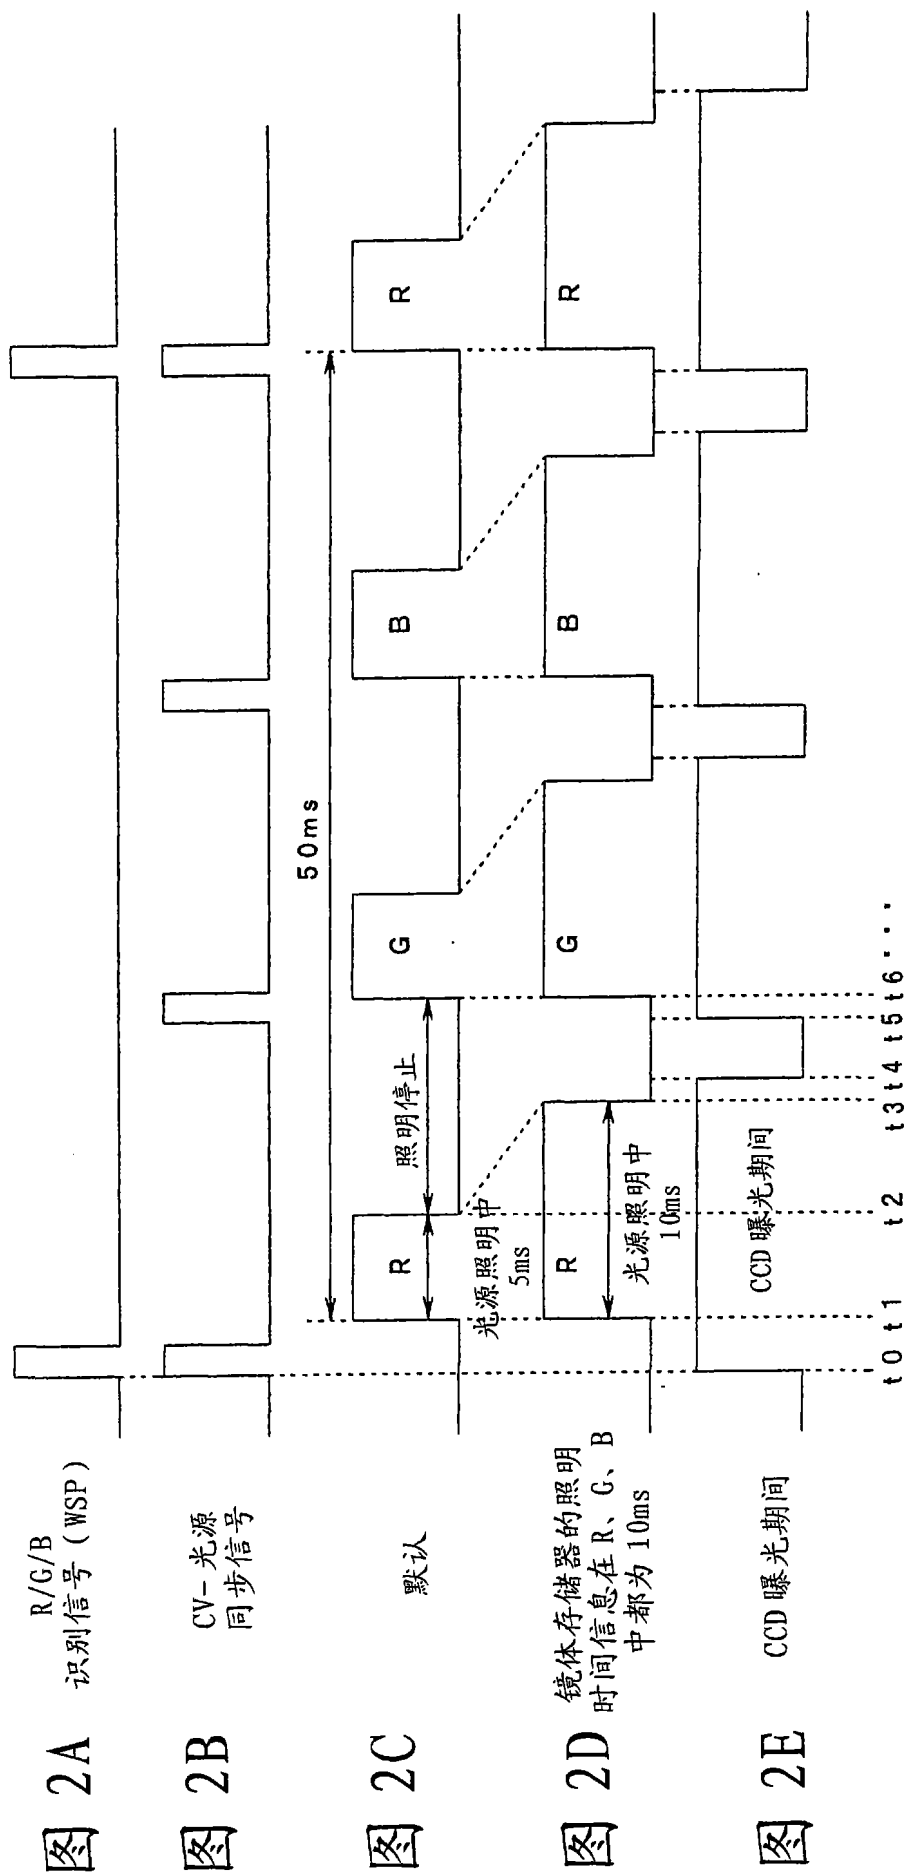 图 2A
R/G/B
识别信号 (WSP)
图 2B
CV-光源
同步信号
50ms
图 2C
默认
R
光源照明中
5ms
照明停止
G
B
R
图 2D
镜体存储器的照明
时间信息在 R、G、B
中都为 10ms
R
光源照明中
10ms
G
B
R
图 2E
CCD 曝光期间
CCD 曝光期间
t0 t1 t2 t3 t4 t5 t6 ···